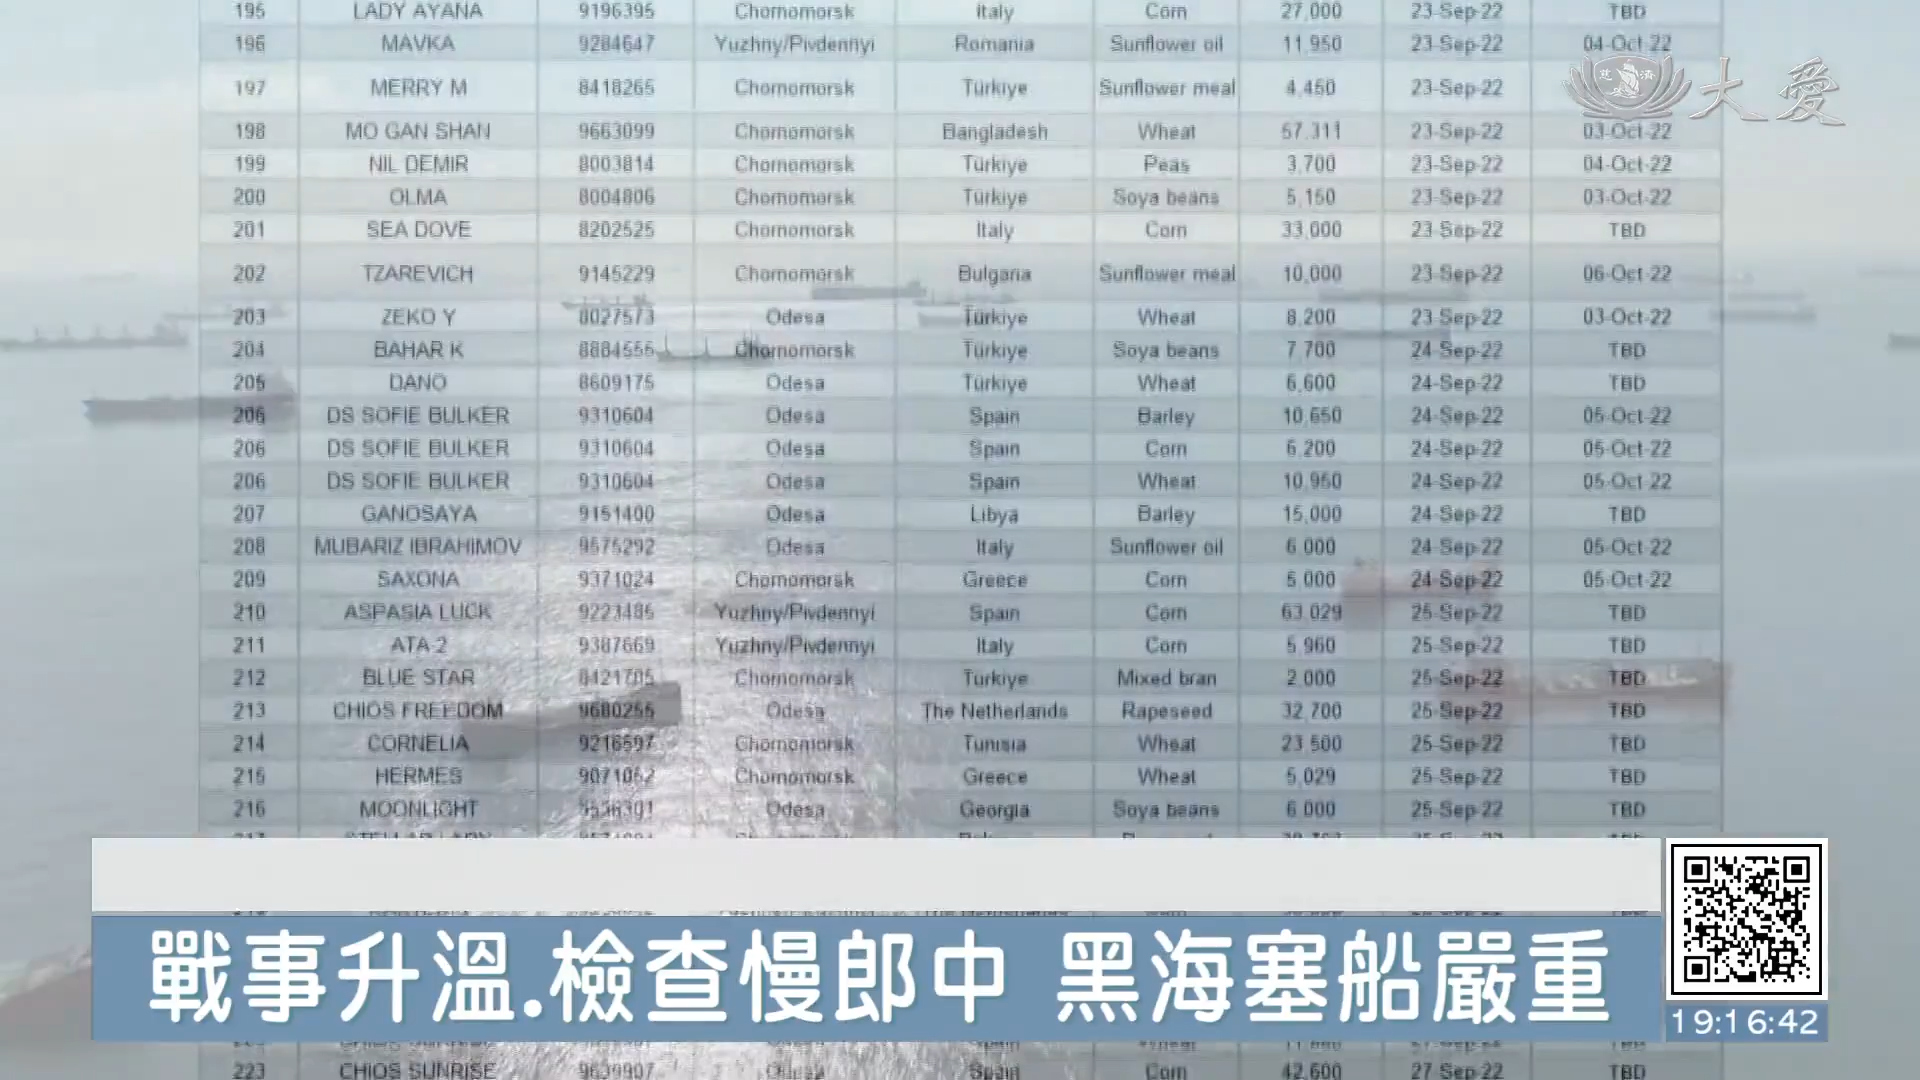 195 LADY AYANA 9196395 Chornomorsk Italy Corn 27,000 23-Sep-22 TBD
196 MAVKA 9284647 Yuzhny/Pivdennyi Romania Sunflower oil 11,950 23-Sep-22 04-Oct-22
慈 濟 大愛
197 MERRY M 8418265 Chornomorsk Türkiye Sunflower meal 4,450 23-Sep-22
198 MO GAN SHAN 9663099 Chornomorsk Bangladesh Wheat 57,311 23-Sep-22 03-Oct-22
199 NIL DEMIR 8003814 Chornomorsk Türkiye Peas 3,700 23-Sep-22 04-Oct-22
200 OLMA 8004806 Chornomorsk Türkiye Soya beans 5,150 23-Sep-22 03-Oct-22
201 SEA DOVE 8202525 Chornomorsk Italy Corn 33,000 23-Sep-22 TBD
202 TZAREVICH 9145229 Chornomorsk Bulgaria Sunflower meal 10,000 23-Sep-22 06-Oct-22
203 ZEKO Y 8027573 Odesa Türkiye Wheat 8,200 23-Sep-22 03-Oct-22
204 BAHAR K 8884555 Chornomorsk Türkiye Soya beans 7,700 24-Sep-22 TBD
205 DANO 8609175 Odesa Türkiye Wheat 6,600 24-Sep-22 TBD
206 DS SOFIE BULKER 9310604 Odesa Spain Barley 10,650 24-Sep-22 05-Oct-22
206 DS SOFIE BULKER 9310604 Odesa Spain Corn 6,200 24-Sep-22 05-Oct-22
206 DS SOFIE BULKER 9310604 Odesa Spain Wheat 10,950 24-Sep-22 05-Oct-22
207 GANOSAYA 9151400 Odesa Libya Barley 15,000 24-Sep-22 TBD
208 MUBARIZ IBRAHIMOV 9575292 Odesa Italy Sunflower oil 6,000 24-Sep-22 05-Oct-22
209 SAXONA 9371024 Chornomorsk Greece Corn 5,000 24-Sep-22 05-Oct-22
210 ASPASIA LUCK 9223485 Yuzhny/Pivdennyi Spain Corn 63,029 25-Sep-22 TBD
211 ATA-2 9387669 Yuzhny/Pivdennyi Italy Corn 5,960 25-Sep-22 TBD
212 BLUE STAR 8421705 Chornomorsk Türkiye Mixed bran 2,000 25-Sep-22 TBD
213 CHIOS FREEDOM 9680255 Odesa The Netherlands Rapeseed 32,700 25-Sep-22 TBD
214 CORNELIA 9216597 Chornomorsk Tunisia Wheat 23,500 25-Sep-22 TBD
215 HERMES 9071052 Chornomorsk Greece Wheat 5,029 25-Sep-22 TBD
216 MOONLIGHT Odesa Georgia Soya beans 6,000 25-Sep-22 TBD
戰事升溫.檢查慢郎中 黑海塞船嚴重
19:16:42
223 CHIOS SUNRISE Odesa Spain Corn 42,600 27-Sep-22 TBD